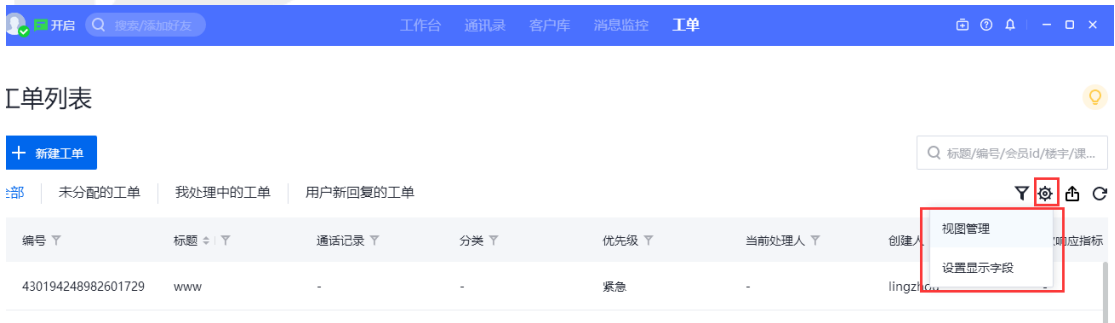 开启 搜索/添加好友 工作台 通讯录 客户库 消息监控 工单
工单列表
新建工单 标题/编号/会员id/楼宇/课...
全部 未分配的工单 我处理中的工单 用户新回复的工单
编号 标题 通话记录 分类 优先级 当前处理人 创建人 响应指标
视图管理
设置显示字段
430194248982601729 www - - 紧急 - lingzhou -